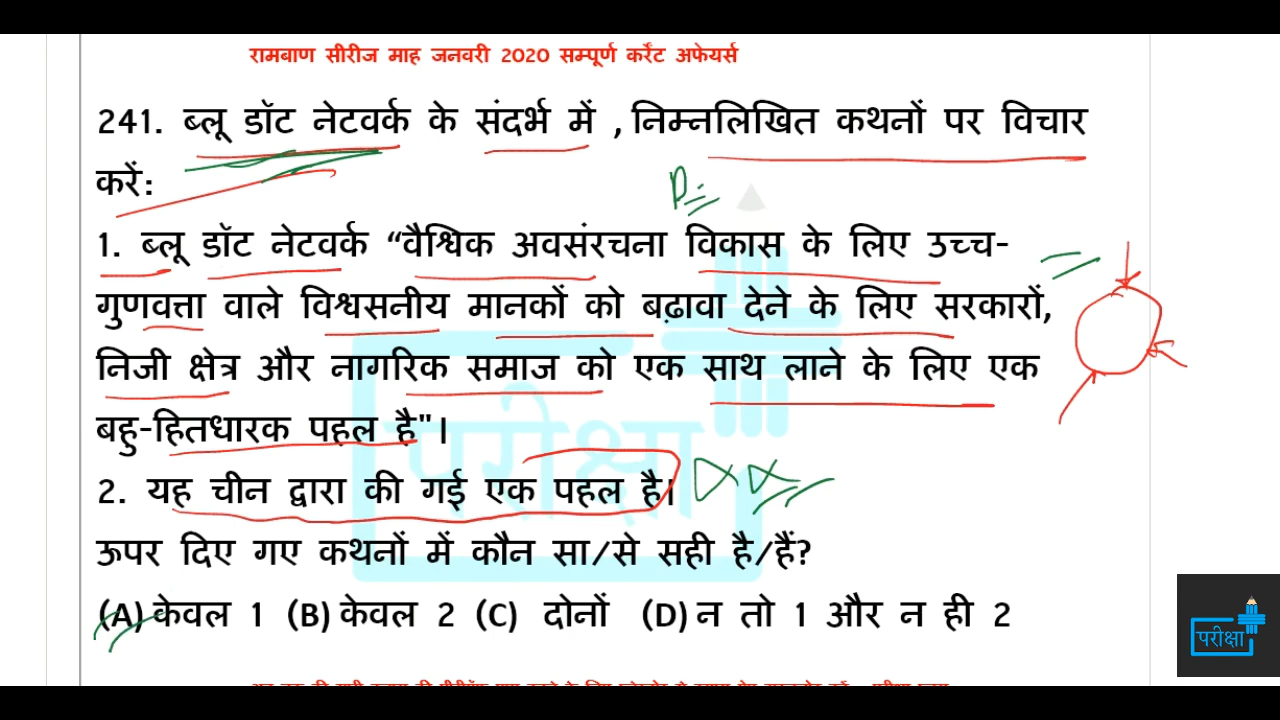 रामबाण सीरीज माह जनवरी 2020 सम्पूर्ण करेंट अफेयर्स
241. ब्लू डॉट नेटवर्क के संदर्भ में ,निम्नलिखित कथनों पर विचार
करें:
1. ब्लू डॉट नेटवर्क “वैश्विक अवसंरचना विकास के लिए उच्च-
गुणवत्ता वाले विश्वसनीय मानकों को बढ़ावा देने के लिए सरकारों,
निजी क्षेत्र और नागरिक समाज को एक साथ लाने के लिए एक
बहु-हितधारक पहल है"।
2. यह चीन द्वारा की गई एक पहल है।
ऊपर दिए गए कथनों में कौन सा/से सही है/हैं?
(A) केवल 1 (B) केवल 2 (C) दोनों (D) न तो 1 और न ही 2
परीक्षा
परीक्षा